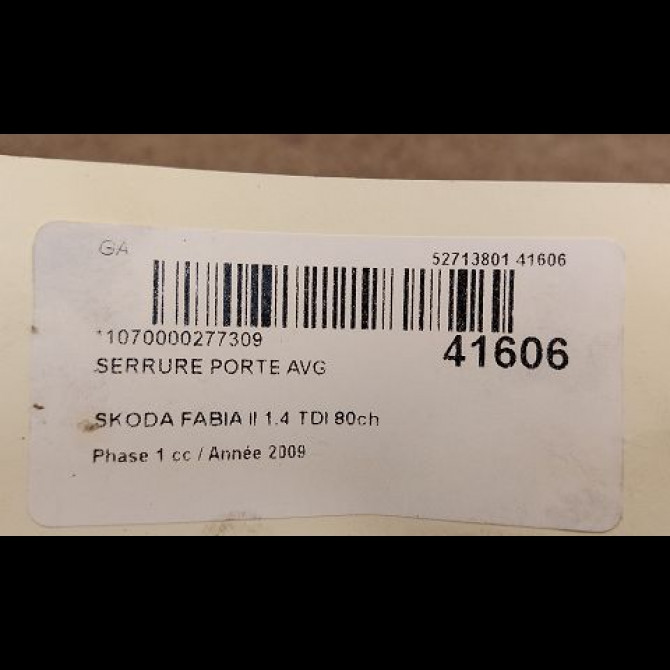 GA
52713801 41606
*1070000277309
41606
SERRURE PORTE AVG
SKODA FABIA II 1.4 TDI 80ch
Phase 1 cc / Année 2009